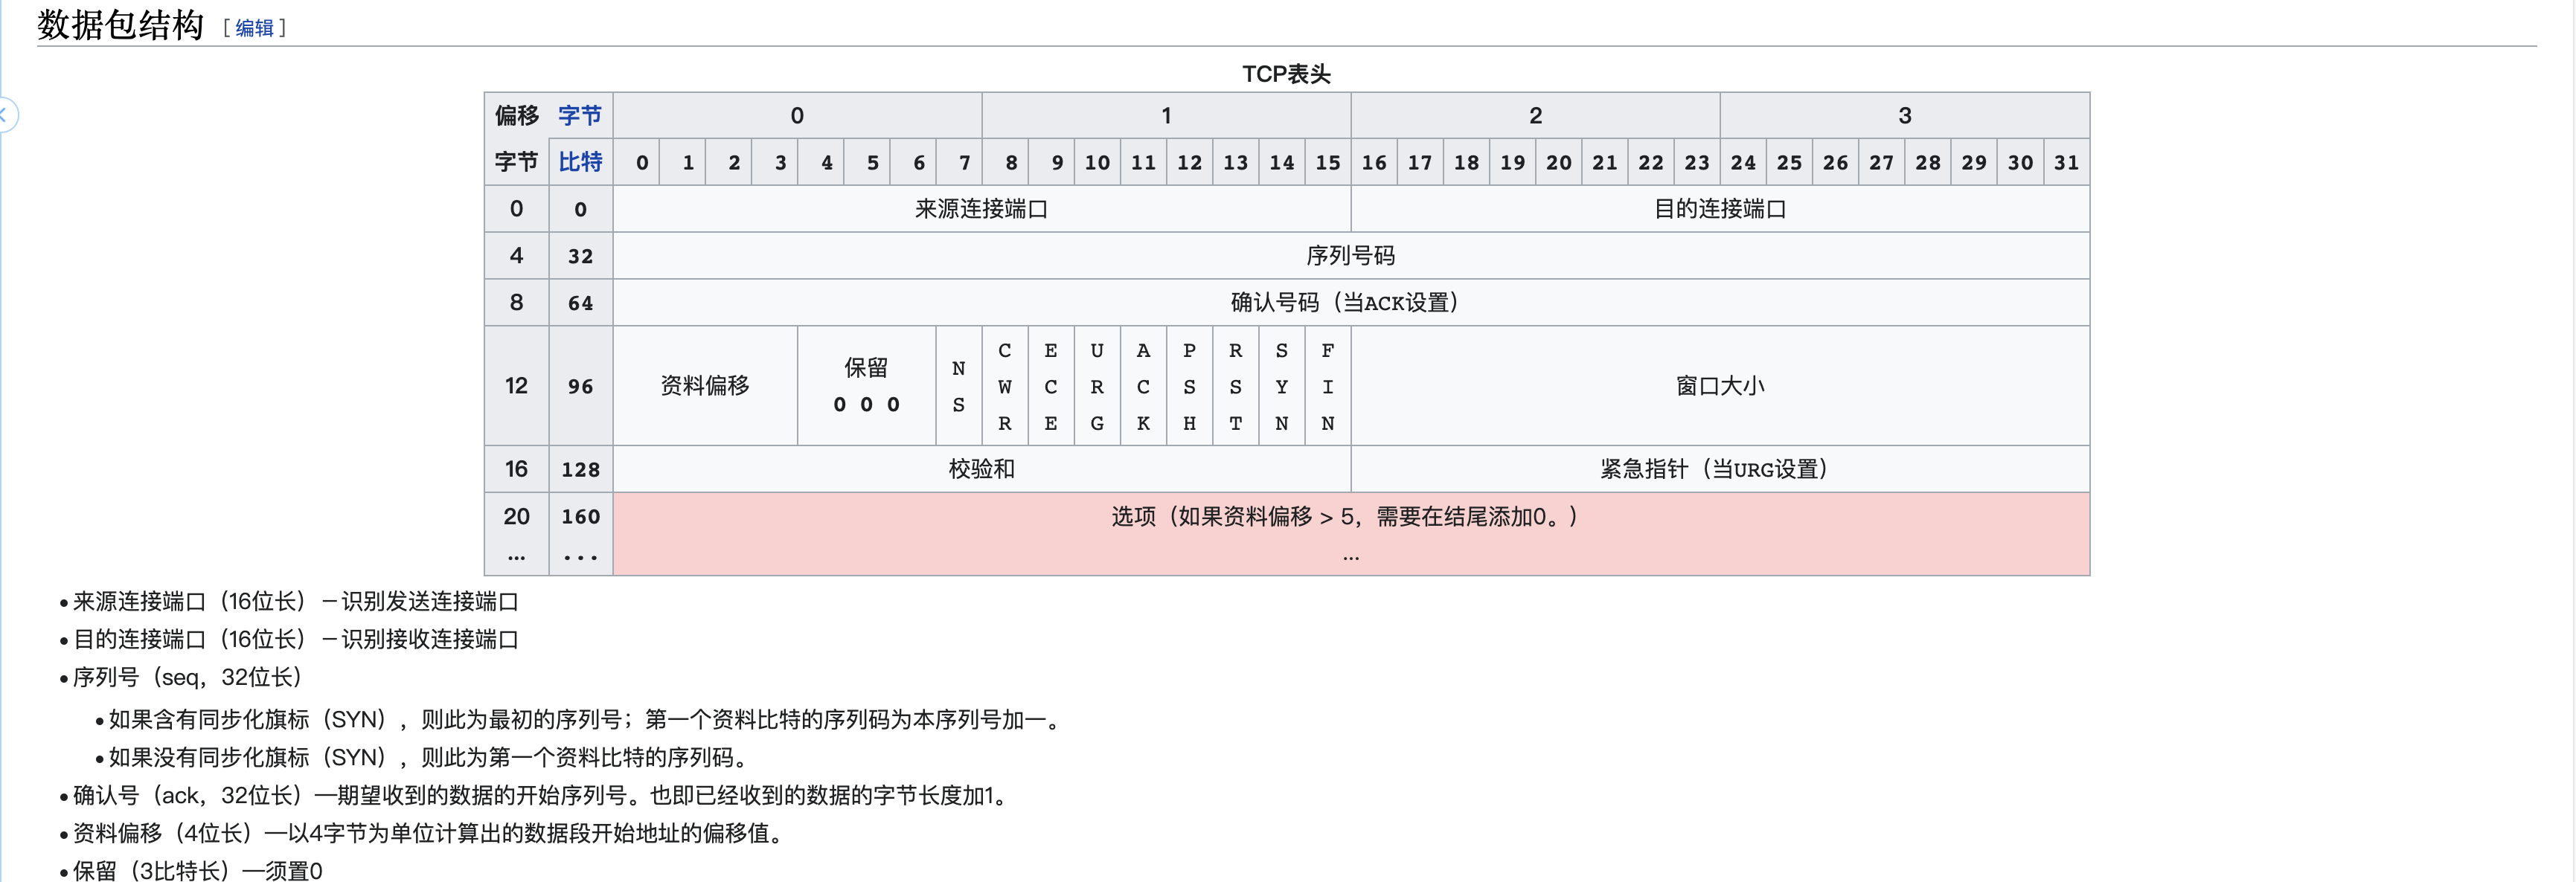 数据包结构 [ 编辑 ]
TCP表头
偏移 字节 0 1 2 3
字节 比特 0 1 2 3 4 5 6 7 8 9 10 11 12 13 14 15 16 17 18 19 20 21 22 23 24 25 26 27 28 29 30 31
0 0 来源连接端口 目的连接端口
4 32 序列号码
8 64 确认号码（当ACK设置）
12 96 资料偏移 保留 0 0 0 NS CWR ECE URG ACK PSH RST SYN FIN 窗口大小
16 128 校验和 紧急指针（当URG设置）
20 160 选项（如果资料偏移 > 5，需要在结尾添加0。）
... ... ...
• 来源连接端口（16位长）－识别发送连接端口
• 目的连接端口（16位长）－识别接收连接端口
• 序列号（seq，32位长）
• 如果含有同步化旗标（SYN），则此为最初的序列号；第一个资料比特的序列码为本序列号加一。
• 如果没有同步化旗标（SYN），则此为第一个资料比特的序列码。
• 确认号（ack，32位长）—期望收到的数据的开始序列号。也即已经收到的数据的字节长度加1。
• 资料偏移（4位长）—以4字节为单位计算出的数据段开始地址的偏移值。
• 保留（3比特长）—须置0